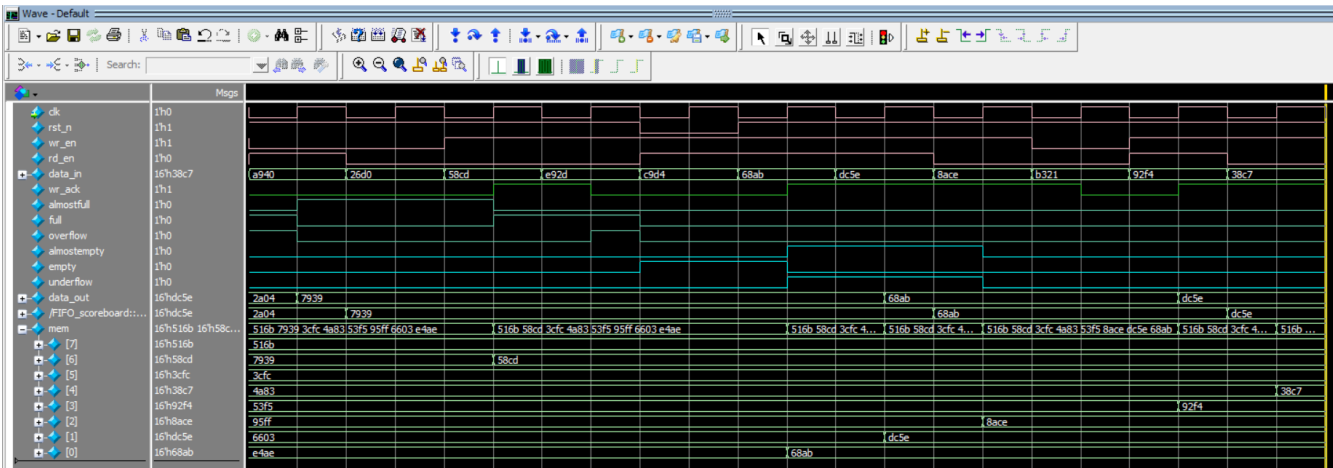 Wave - Default
Search:
Msgs
clk 1'h0
rst_n 1'h1
wr_en 1'h1
rd_en 1'h0
data_in 16'h38c7 a940 26d0 58cd e92d c9d4 68ab dc5e 8ace b321 92f4 38c7
wr_ack 1'h1
almostfull 1'h0
full 1'h0
overflow 1'h0
almostempty 1'h0
empty 1'h0
underflow 1'h0
data_out 16'hdc5e 2a04 7939 68ab dc5e
/FIFO_scoreboard::... 16'hdc5e 2a04 7939 68ab dc5e
mem 16'h516b 16'h58c... 516b 7939 3cfc 4a83 53f5 95ff 6603 e4ae 516b 58cd 3cfc 4a83 53f5 95ff 6603 e4ae 516b 58cd 3cfc 4... 516b 58cd 3cfc 4... 516b 58cd 3cfc 4a83 53f5 8ace dc5e 68ab 516b 58cd 3cfc 4... 516b ...
[7] 16'h516b 516b
[6] 16'h58cd 7939 58cd
[5] 16'h3cfc 3cfc
[4] 16'h38c7 4a83 38c7
[3] 16'h92f4 53f5 92f4
[2] 16'h8ace 95ff 8ace
[1] 16'hdc5e 6603 dc5e
[0] 16'h68ab e4ae 68ab